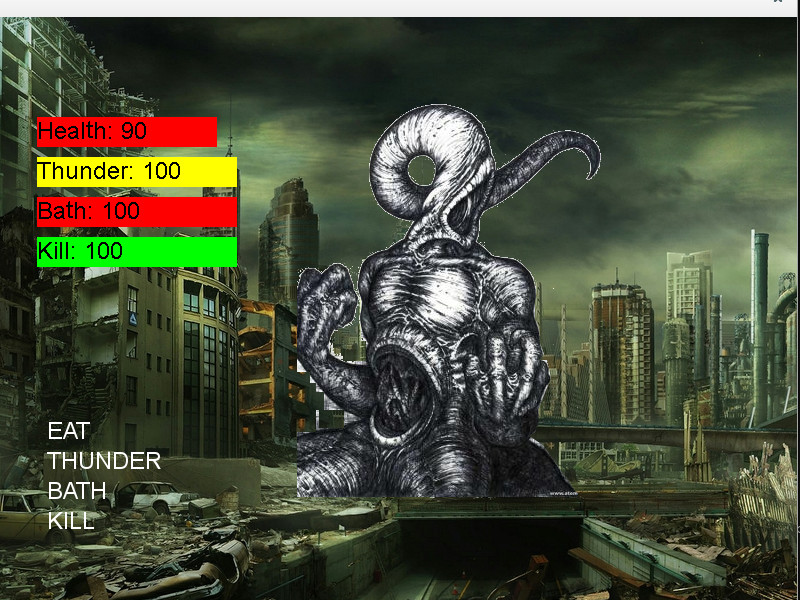 Health: 90
Thunder: 100
Bath: 100
Kill: 100
EAT
THUNDER
BATH
KILL